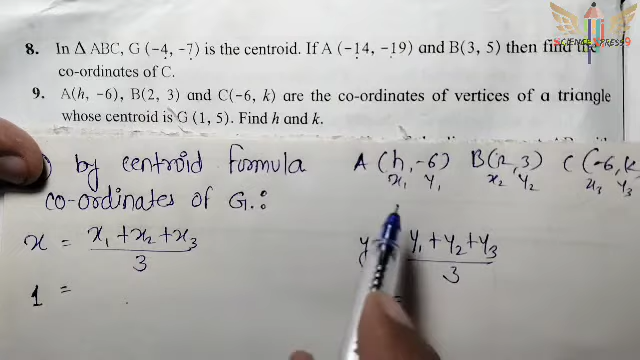 8. In Δ ABC, G (−4, −7) is the centroid. If A (−14, −19) and B(3, 5) then find the
co-ordinates of C.
9. A(h, −6), B(2, 3) and C(−6, k) are the co-ordinates of vertices of a triangle
whose centroid is G (1, 5). Find h and k.
by centroid formula A (h, -6) B(2, 3) C (-6, k
x₁ y₁ x₂ y₂ x₃ y₃
co-ordinates of G.:
x = x₁ + x₂ + x₃ / 3 y y₁ + y₂ + y₃ / 3
1 = =